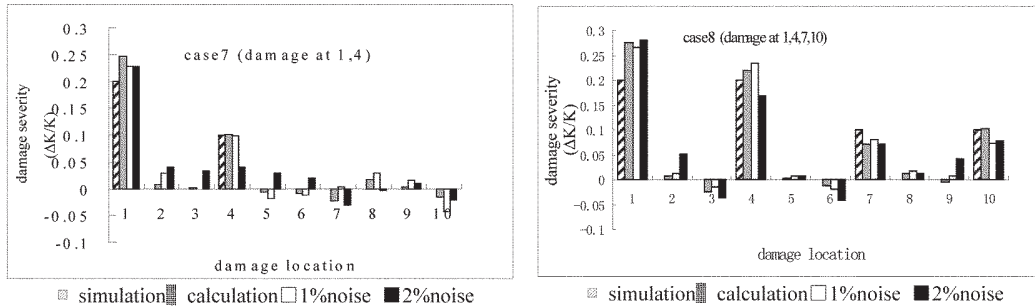 case7 (damage at 1,4)
damage severity
(ΔK/K)
0.3
0.25
0.2
0.15
0.1
0.05
0
-0.05
-0.1
1 2 3 4 5 6 7 8 9 10
damage location
simulation calculation 1%noise 2%noise
case8 (damage at 1,4,7,10)
damage severity
(ΔK/K)
0.3
0.25
0.2
0.15
0.1
0.05
0
-0.05
-0.1
1 2 3 4 5 6 7 8 9 10
damage location
simulation calculation 1%noise 2%noise